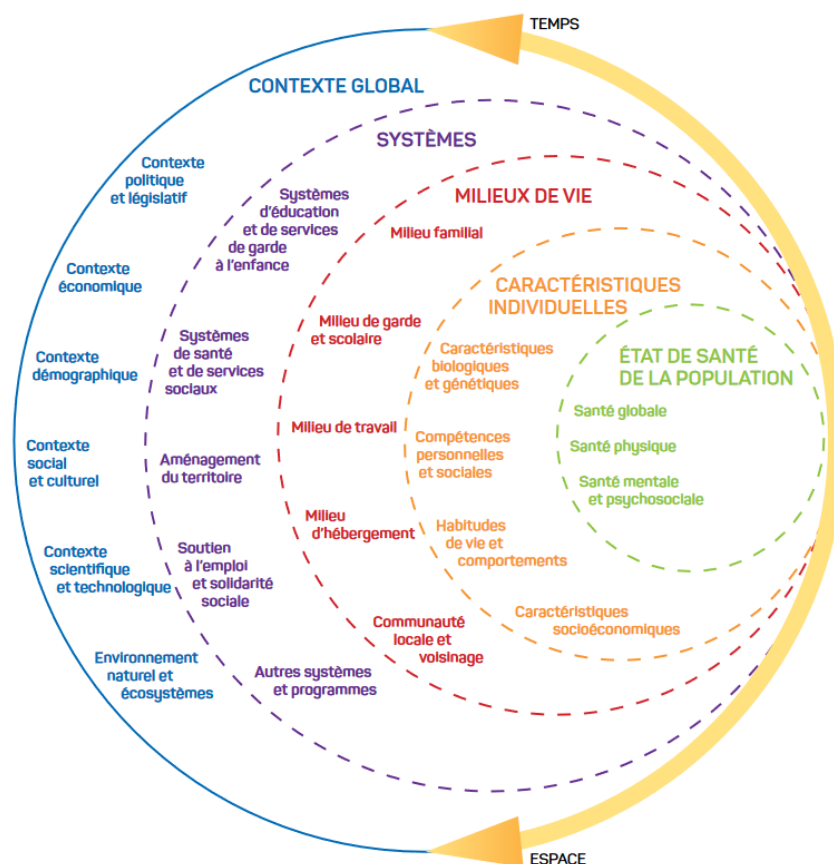 TEMPS
CONTEXTE GLOBAL
Contexte
politique
et législatif
Contexte
économique
Contexte
démographique
Contexte
social
et culturel
Contexte
scientifique
et technologique
Environnement
naturel et
écosystèmes
SYSTÈMES
Systèmes
d'éducation
et de services
de garde
à l'enfance
Systèmes
de santé
et de services
sociaux
Aménagement
du territoire
Soutien
à l'emploi
et solidarité
sociale
Autres systèmes
et programmes
MILIEUX DE VIE
Milieu familial
Milieu de garde
et scolaire
Milieu de travail
Milieu
d'hébergement
Communauté
locale et
voisinage
CARACTÉRISTIQUES
INDIVIDUELLES
Caractéristiques
biologiques
et génétiques
Compétences
personnelles
et sociales
Habitudes
de vie et
comportements
Caractéristiques
socioéconomiques
ÉTAT DE SANTÉ
DE LA POPULATION
Santé globale
Santé physique
Santé mentale
et psychosociale
ESPACE